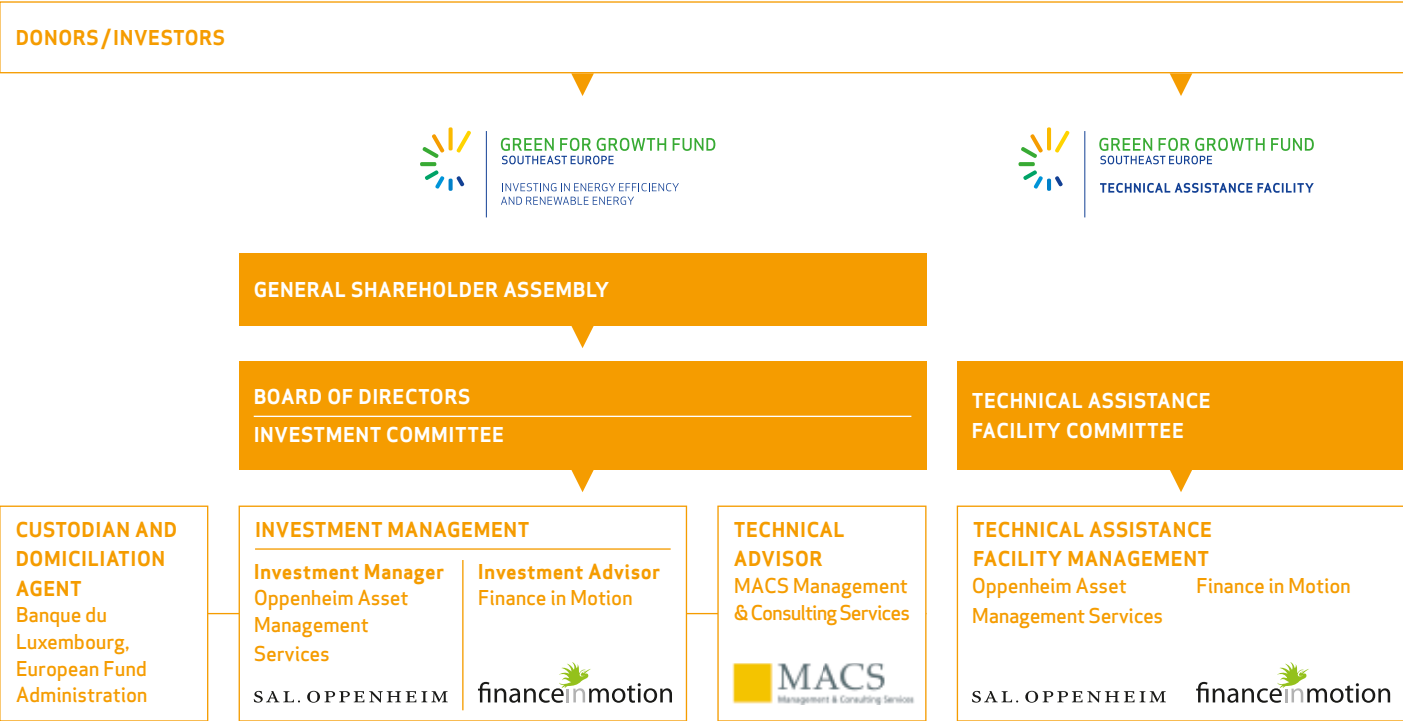 DONORS/INVESTORS
GREEN FOR GROWTH FUND
SOUTHEAST EUROPE
INVESTING IN ENERGY EFFICIENCY
AND RENEWABLE ENERGY
GREEN FOR GROWTH FUND
SOUTHEAST EUROPE
TECHNICAL ASSISTANCE FACILITY
GENERAL SHAREHOLDER ASSEMBLY
BOARD OF DIRECTORS
INVESTMENT COMMITTEE
TECHNICAL ASSISTANCE
FACILITY COMMITTEE
CUSTODIAN AND
DOMICILIATION
AGENT
Banque du
Luxembourg,
European Fund
Administration
INVESTMENT MANAGEMENT
Investment Manager
Oppenheim Asset
Management
Services
SAL. OPPENHEIM
Investment Advisor
Finance in Motion
financeinmotion
TECHNICAL
ADVISOR
MACS Management
& Consulting Services
MACS
Management & Consulting Services
TECHNICAL ASSISTANCE
FACILITY MANAGEMENT
Oppenheim Asset
Management Services
SAL. OPPENHEIM
Finance in Motion
financeinmotion